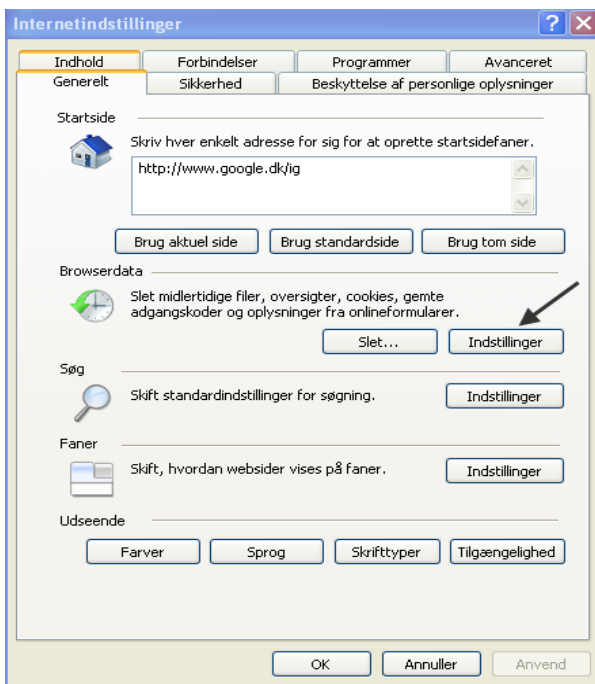 Internetindstillinger
Indhold
Forbindelser
Programmer
Avanceret
Generelt
Sikkerhed
Beskyttelse af personlige oplysninger
Startside
Skriv hver enkelt adresse for sig for at oprette startsidefaner.
http://www.google.dk/ig
Brug aktuel side
Brug standardside
Brug tom side
Browserdata
Slet midlertidige filer, oversigter, cookies, gemte
adgangskoder og oplysninger fra onlineformularer.
Slet...
Indstillinger
Søg
Skift standardindstillinger for søgning.
Indstillinger
Faner
Skift, hvordan websider vises på faner.
Indstillinger
Udseende
Farver
Sprog
Skrifttyper
Tilgængelighed
OK
Annuller
Anvend